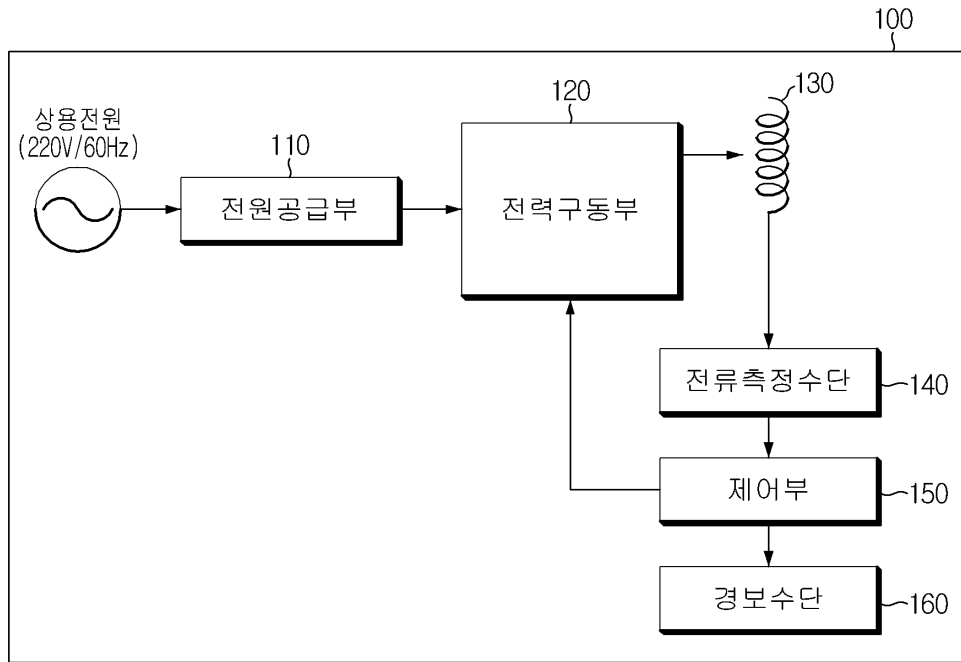 100
상용전원
(220V/60Hz)
110
전원공급부
120
전력구동부
130
전류측정수단
140
제어부
150
경보수단
160